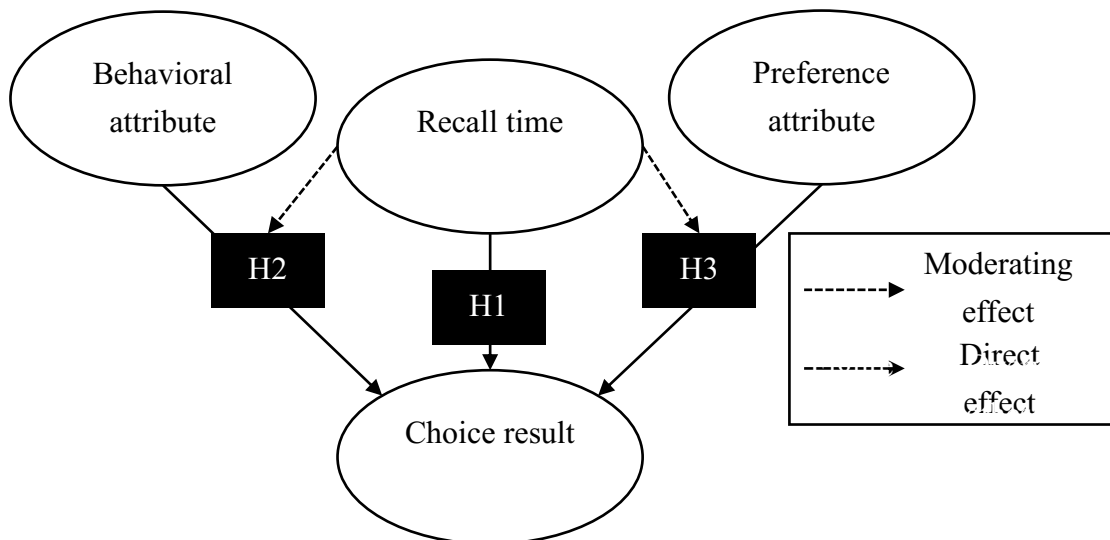 Behavioral
attribute
Recall time
Preference
attribute
H2
H1
H3
Choice result
Moderating
effect
Direct
effect